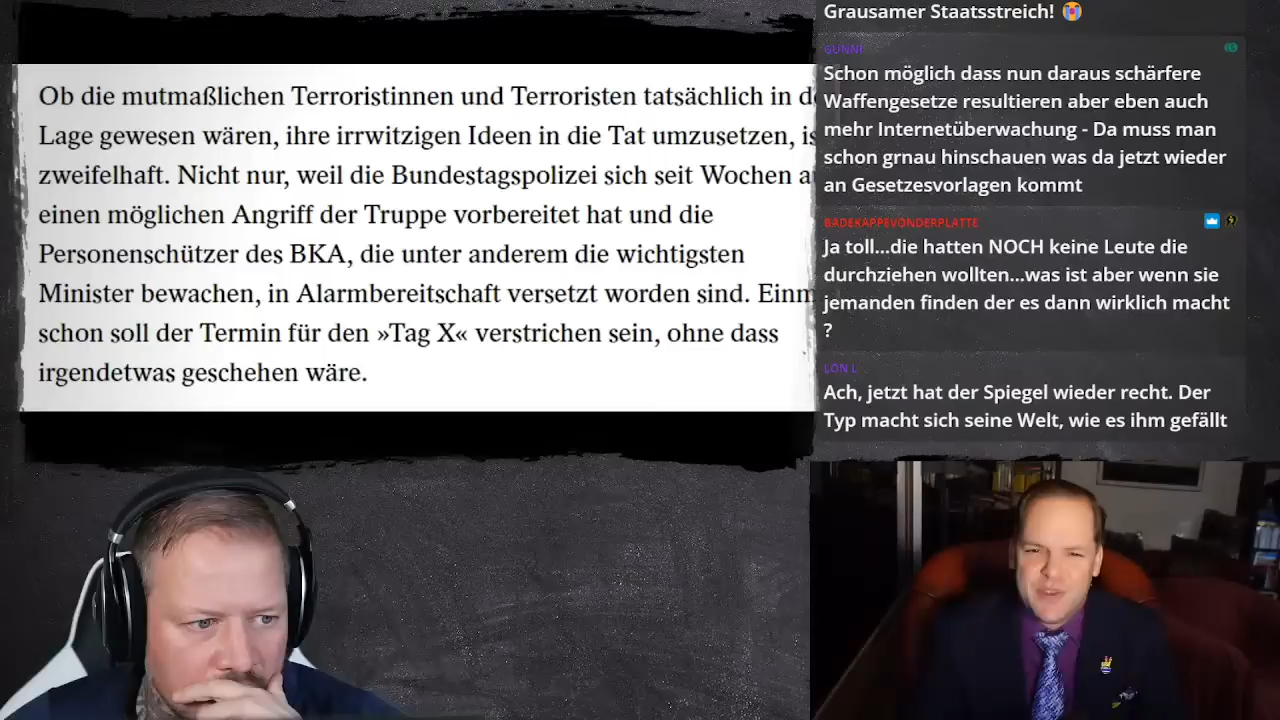 Ob die mutmaßlichen Terroristinnen und Terroristen tatsächlich in
Lage gewesen wären, ihre irrwitzigen Ideen in die Tat umzusetzen,
zweifelhaft. Nicht nur, weil die Bundestagspolizei sich seit Wochen
einen möglichen Angriff der Truppe vorbereitet hat und die
Personenschützer des BKA, die unter anderem die wichtigsten
Minister bewachen, in Alarmbereitschaft versetzt worden sind.
schon soll der Termin für den »Tag X« verstrichen sein, ohne dass
irgendetwas geschehen wäre.
Grausamer Staatsstreich! 😭
GUNNE
Schon möglich dass nun daraus schärfere
Waffengesetze resultieren aber eben auch
mehr Internetüberwachung - Da muss man
schon grnau hinschauen was da jetzt wieder
an Gesetzesvorlagen kommt
BADEKAPPEVONDERPLATTE
Ja toll...die hatten NOCH keine Leute die
durchziehen wollten...was ist aber wenn sie
jemanden finden der es dann wirklich macht
?
LON L
Ach, jetzt hat der Spiegel wieder recht. Der
Typ macht sich seine Welt, wie es ihm gefällt